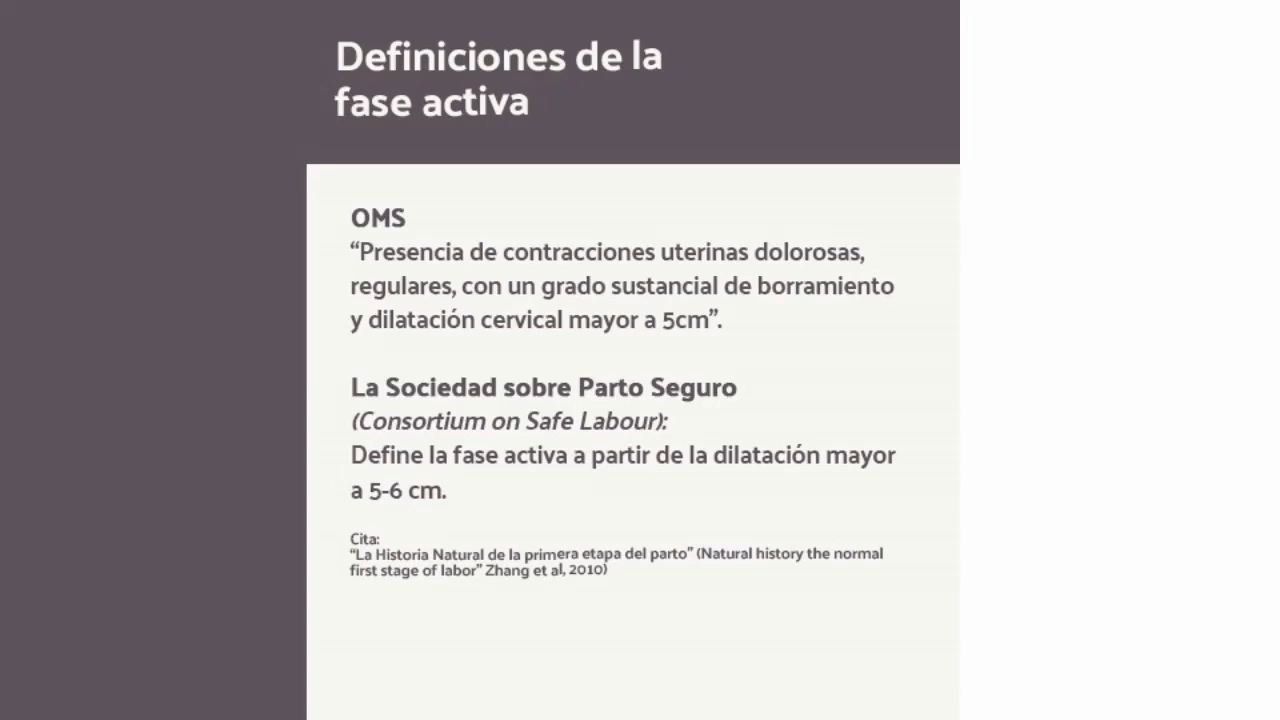 Definiciones de la
fase activa
OMS
“Presencia de contracciones uterinas dolorosas,
regulares, con un grado sustancial de borramiento
y dilatación cervical mayor a 5cm”.
La Sociedad sobre Parto Seguro
(Consortium on Safe Labour):
Define la fase activa a partir de la dilatación mayor
a 5-6 cm.
Cita:
“La Historia Natural de la primera etapa del parto” (Natural history the normal
first stage of labor” Zhang et al, 2010)